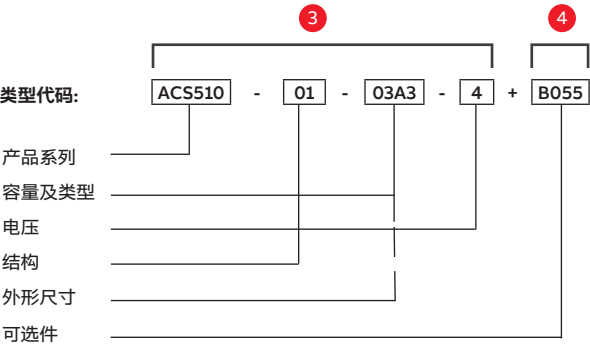 3 4
类型代码: ACS510 - 01 - 03A3 - 4 + B055
产品系列
容量及类型
电压
结构
外形尺寸
可选件